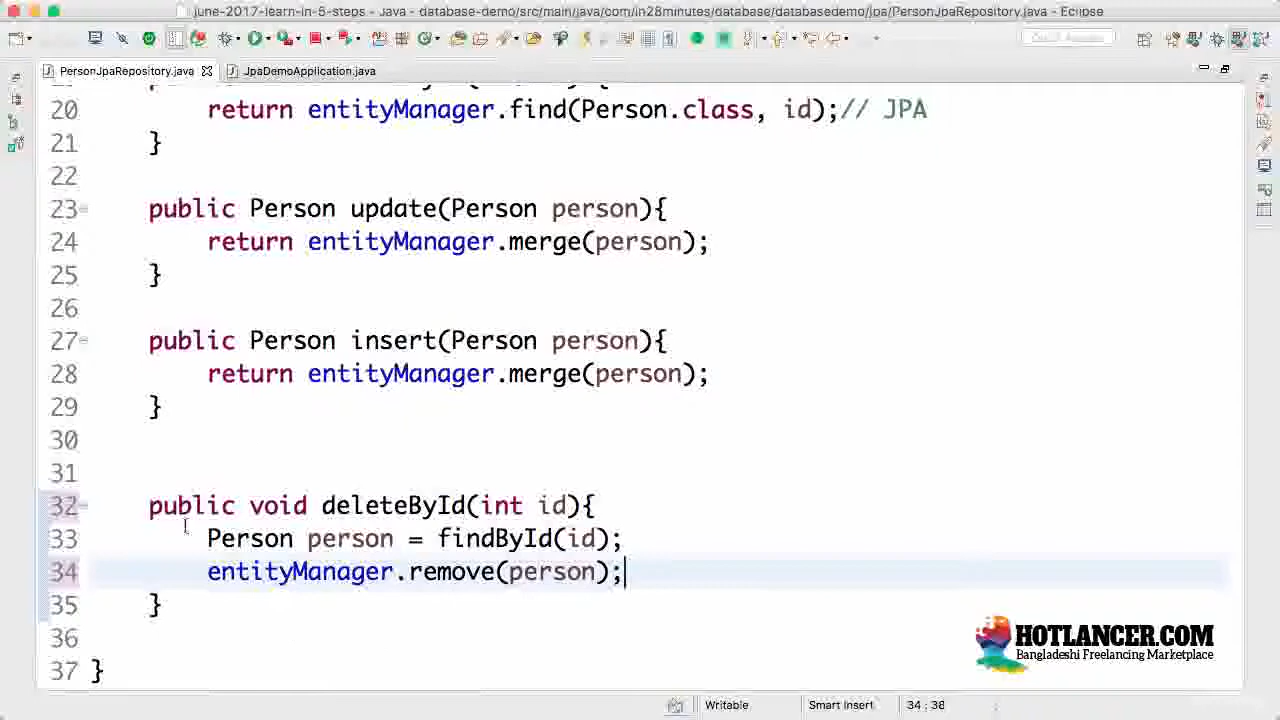 june-2017-learn-in-5-steps - Java - database-demo/src/main/java/com/in28minutes/database/databasedemo/jpa/PersonJpaRepository.java - Eclipse
PersonJpaRepository.java
JpaDemoApplication.java
20 return entityManager.find(Person.class, id);// JPA
21 }
22
23 public Person update(Person person){
24 return entityManager.merge(person);
25 }
26
27 public Person insert(Person person){
28 return entityManager.merge(person);
29 }
30
31
32 public void deleteById(int id){
33 Person person = findById(id);
34 entityManager.remove(person);
35 }
36
37 }
HOTLANCER.COM
Bangladeshi Freelancing Marketplace
Writable
Smart Insert
34 : 38